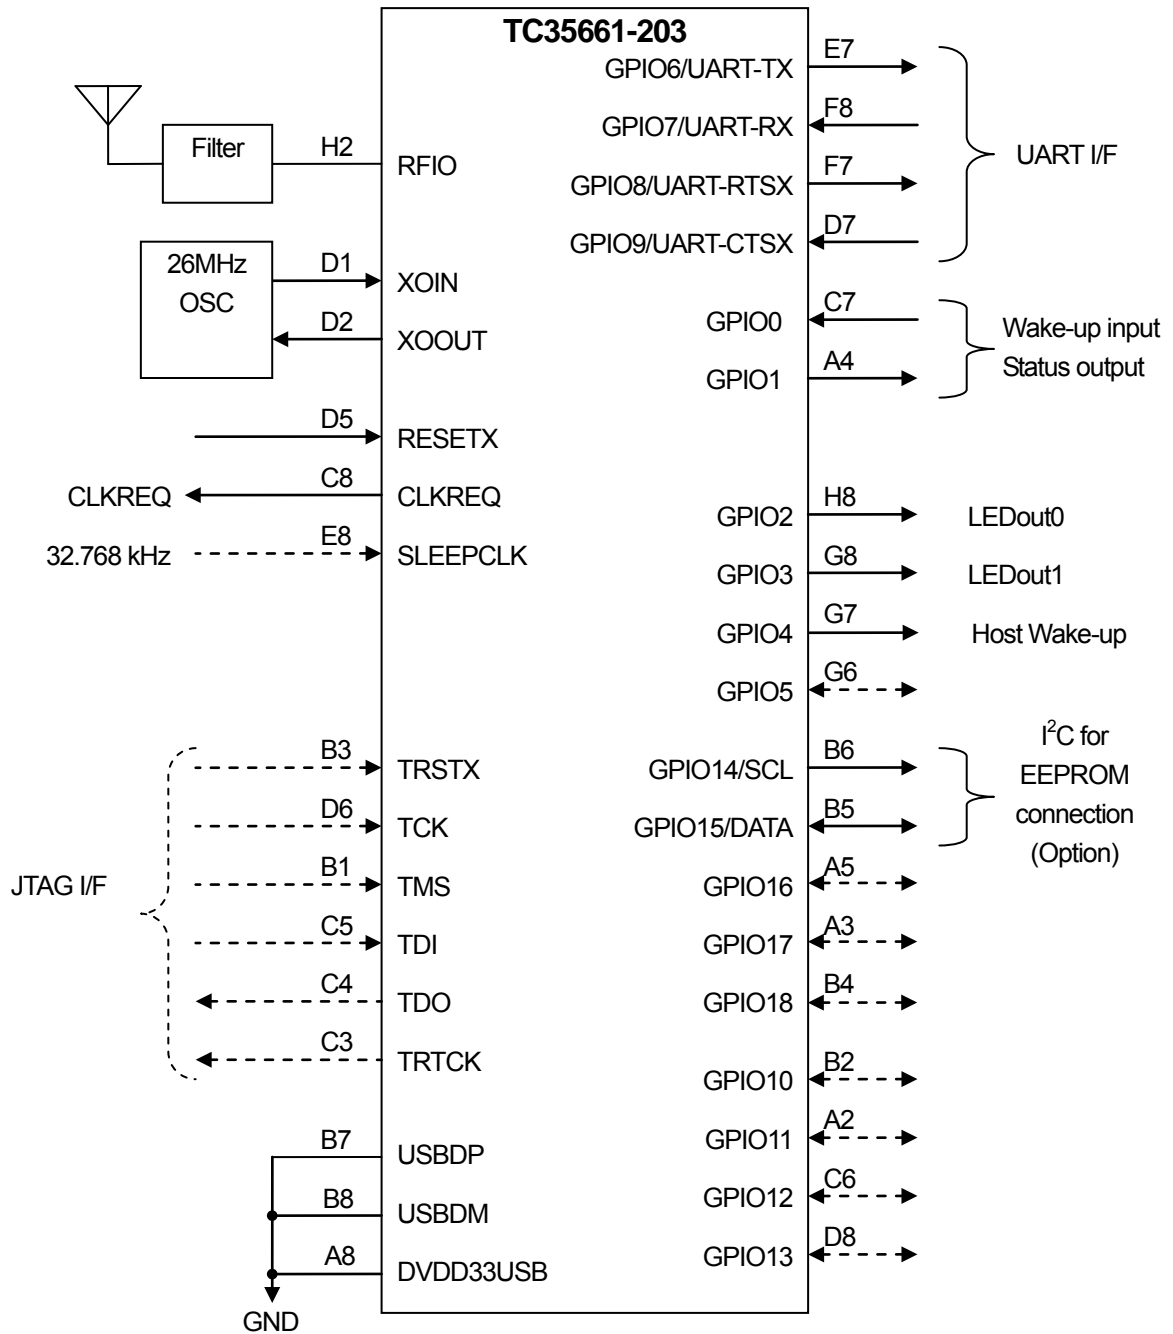 TC35661-203
GPIO6/UART-TX E7
GPIO7/UART-RX F8
GPIO8/UART-RTSX F7
GPIO9/UART-CTSX D7
UART I/F
Filter H2 RFIO
26MHz
OSC
D1 XOIN
D2 XOOUT
GPIO0 C7
GPIO1 A4
Wake-up input
Status output
D5 RESETX
CLKREQ C8 CLKREQ
32.768 kHz E8 SLEEPCLK
GPIO2 H8 LEDout0
GPIO3 G8 LEDout1
GPIO4 G7 Host Wake-up
GPIO5 G6
JTAG I/F
B3 TRSTX
D6 TCK
B1 TMS
C5 TDI
C4 TDO
C3 TRTCK
GPIO14/SCL B6
GPIO15/DATA B5
I²C for
EEPROM
connection
(Option)
GPIO16 A5
GPIO17 A3
GPIO18 B4
GPIO10 B2
GPIO11 A2
GPIO12 C6
GPIO13 D8
B7 USBDP
B8 USBDM
A8 DVDD33USB
GND